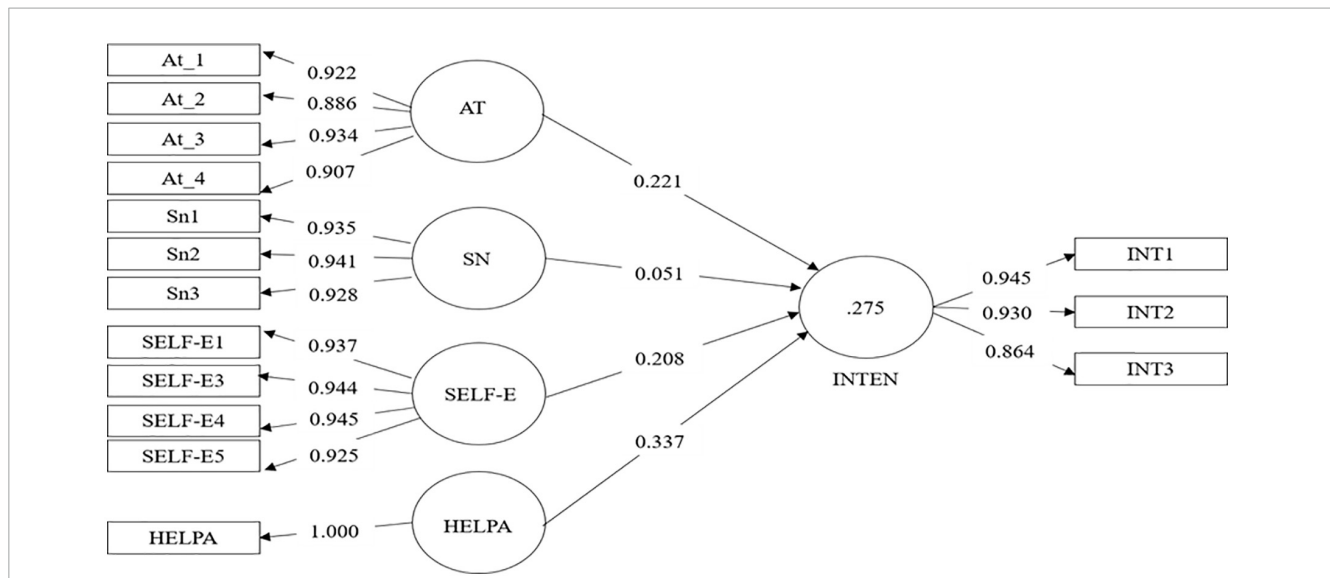 At_1
At_2
At_3
At_4
Sn1
Sn2
Sn3
SELF-E1
SELF-E3
SELF-E4
SELF-E5
HELPA
0.922
0.886
0.934
0.907
0.935
0.941
0.928
0.937
0.944
0.945
0.925
1.000
AT
SN
SELF-E
HELPA
0.221
0.051
0.208
0.337
.275
INTEN
0.945
0.930
0.864
INT1
INT2
INT3